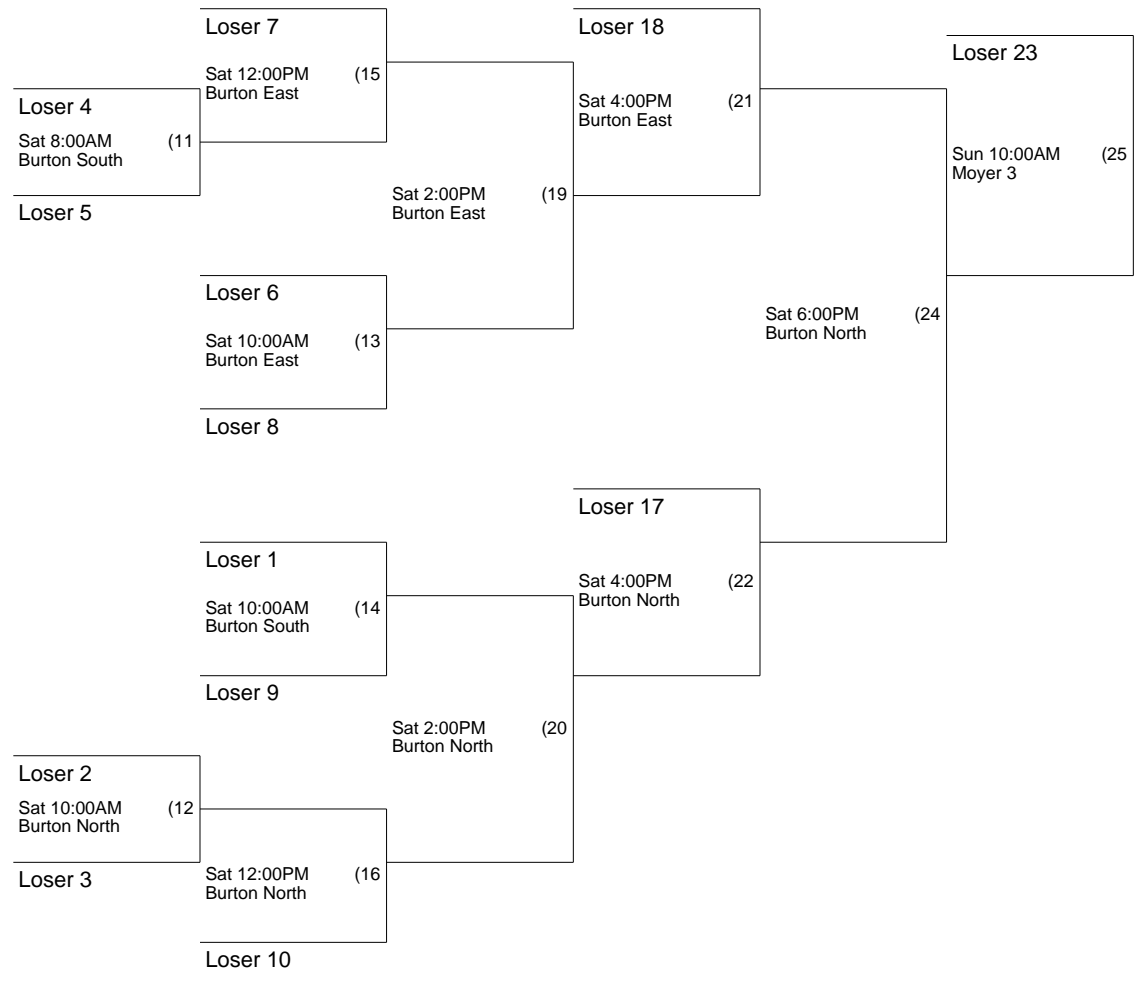 Loser 7
Sat 12:00PM (15
Burton East
Loser 4
Sat 8:00AM (11
Burton South
Loser 5
Loser 18
Sat 4:00PM (21
Burton East
Loser 23
Sun 10:00AM (25
Moyer 3
Sat 2:00PM (19
Burton East
Loser 6
Sat 10:00AM (13
Burton East
Loser 8
Sat 6:00PM (24
Burton North
Loser 17
Sat 4:00PM (22
Burton North
Loser 1
Sat 10:00AM (14
Burton South
Loser 9
Sat 2:00PM (20
Burton North
Loser 2
Sat 10:00AM (12
Burton North
Loser 3
Sat 12:00PM (16
Burton North
Loser 10